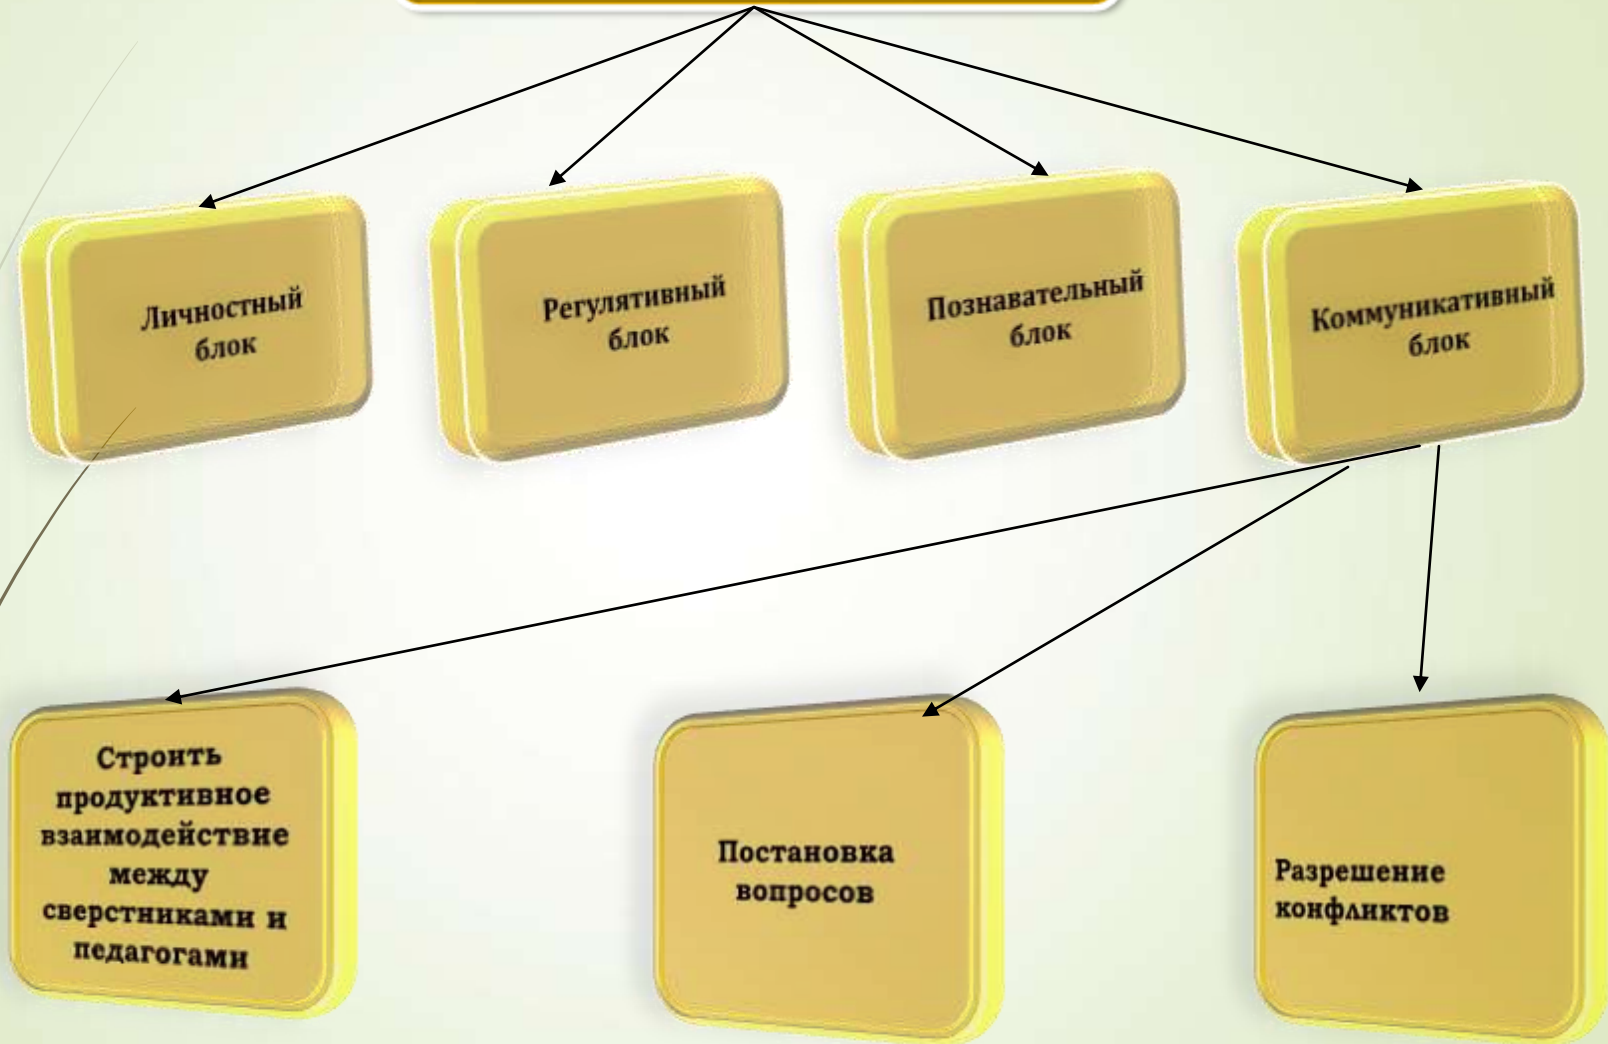 Личностный
блок
Регулятивный
блок
Познавательный
блок
Коммуникативный
блок
Строить
продуктивное
взаимодействие
между
сверстниками и
педагогами
Постановка
вопросов
Разрешение
конфликтов